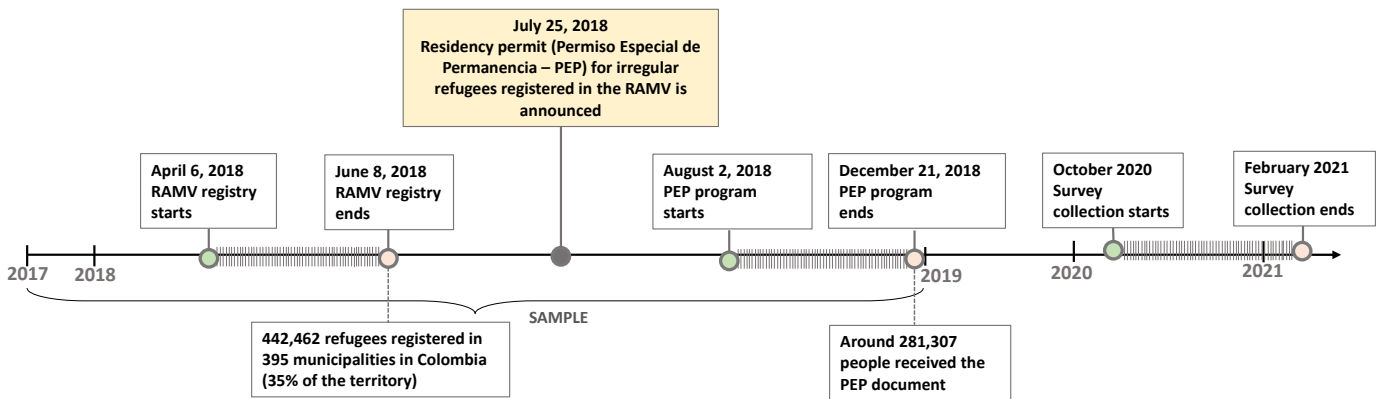 July 25, 2018
Residency permit (Permiso Especial de
Permanencia – PEP) for irregular
refugees registered in the RAMV is
announced
April 6, 2018
RAMV registry
starts
June 8, 2018
RAMV registry
ends
August 2, 2018
PEP program
starts
December 21, 2018
PEP program
ends
October 2020
Survey
collection starts
February 2021
Survey
collection ends
2017
2018
2019
2020
2021
SAMPLE
442,462 refugees registered in
395 municipalities in Colombia
(35% of the territory)
Around 281,307
people received the
PEP document